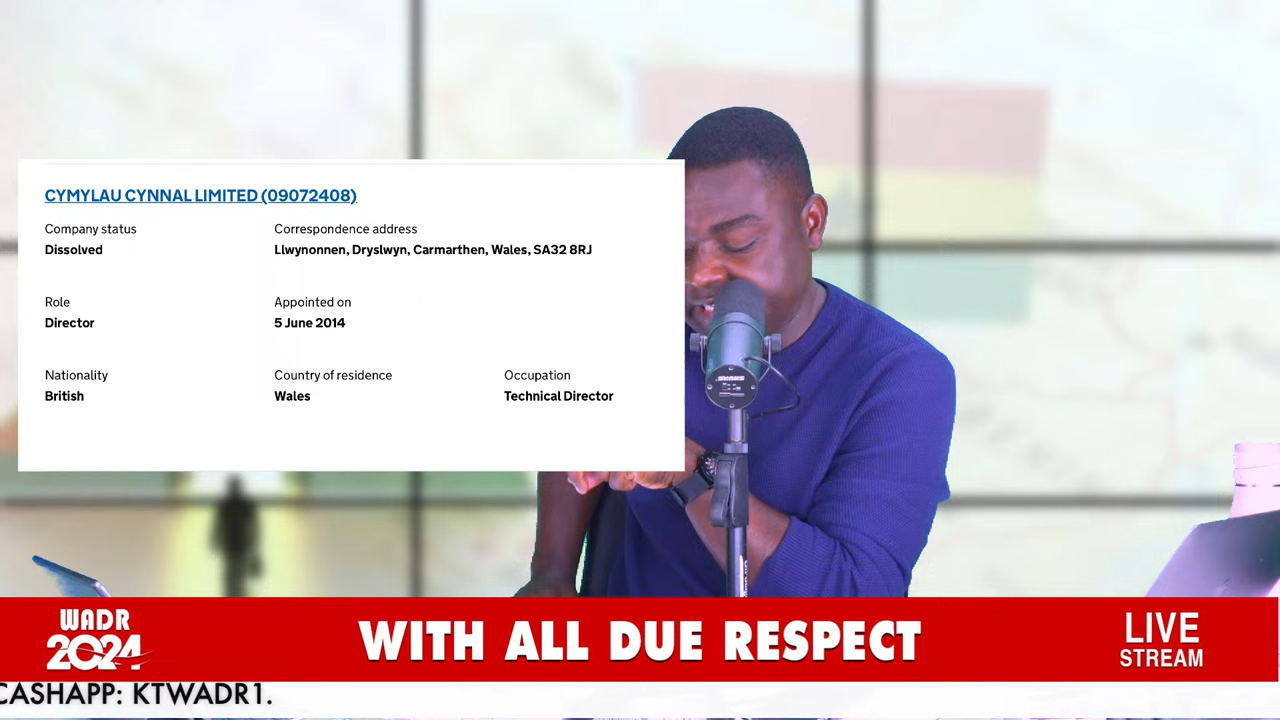 CYMYLAU CYNNAL LIMITED (09072408)
Company status
Dissolved
Correspondence address
Llwynonnen, Dryslwyn, Carmarthen, Wales, SA32 8RJ
Role
Director
Appointed on
5 June 2014
Nationality
British
Country of residence
Wales
Occupation
Technical Director
WADR
2024
WITH ALL DUE RESPECT
LIVE
STREAM
CASHAPP: KTWADR1.